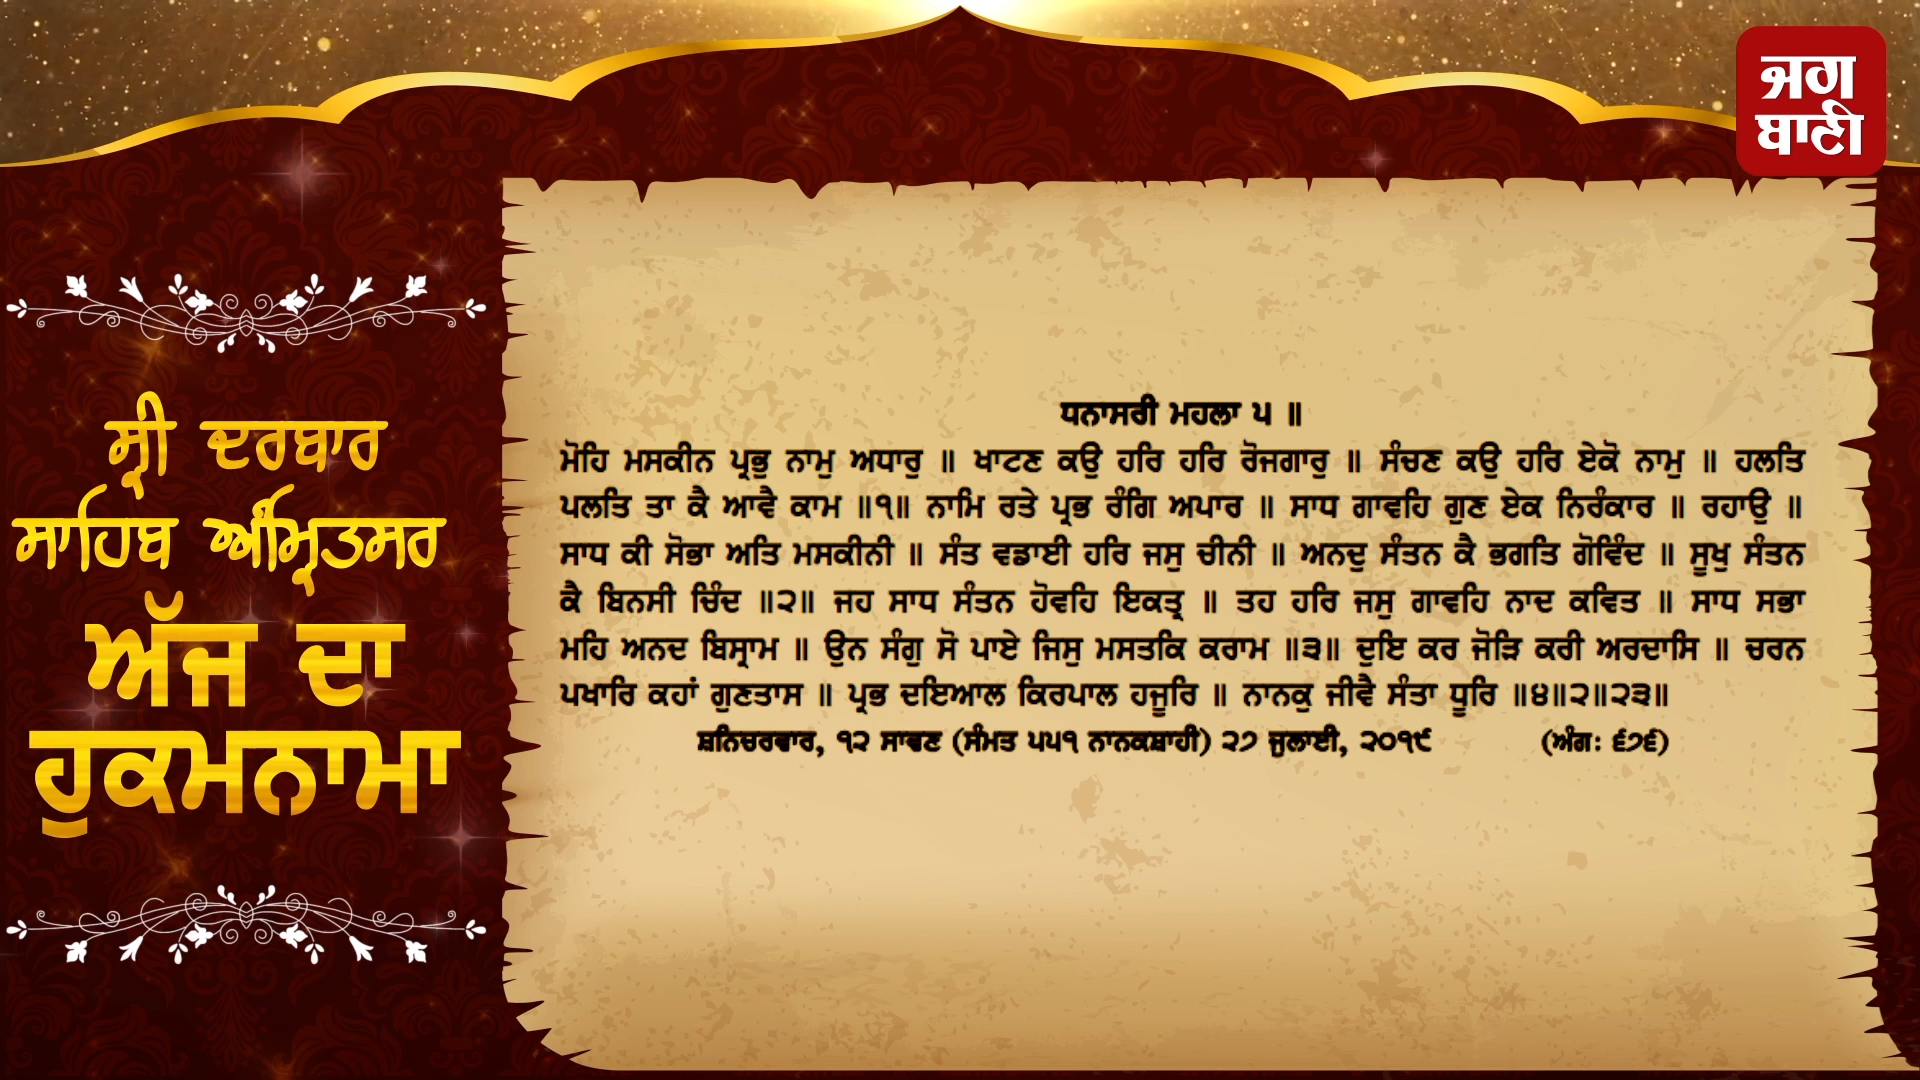 ਜਗ
ਬਾਣੀ
ਸ੍ਰੀ ਦਰਬਾਰ
ਸਾਹਿਬ ਅੰਮ੍ਰਿਤਸਰ
ਅੱਜ ਦਾ
ਹੁਕਮਨਾਮਾ
ਧਨਾਸਰੀ ਮਹਲਾ ੫ ॥
ਮੋਹਿ ਮਸਕੀਨ ਪ੍ਰਭੁ ਨਾਮੁ ਅਧਾਰੁ ॥ ਖਾਟਣ ਕਉ ਹਰਿ ਹਰਿ ਰੋਜਗਾਰੁ ॥ ਸੰਚਣ ਕਉ ਹਰਿ ਏਕੋ ਨਾਮੁ ॥ ਹਲਤਿ
ਪਲਤਿ ਤਾ ਕੈ ਆਵੈ ਕਾਮ ॥੧॥ ਨਾਮਿ ਰਤੇ ਪ੍ਰਭ ਰੰਗਿ ਅਪਾਰ ॥ ਸਾਧ ਗਾਵਹਿ ਗੁਣ ਏਕ ਨਿਰੰਕਾਰ ॥ ਰਹਾਉ ॥
ਸਾਧ ਕੀ ਸੋਭਾ ਅਤਿ ਮਸਕੀਨੀ ॥ ਸੰਤ ਵਡਾਈ ਹਰਿ ਜਸੁ ਚੀਨੀ ॥ ਅਨਦੁ ਸੰਤਨ ਕੈ ਭਗਤਿ ਗੋਵਿੰਦ ॥ ਸੂਖੁ ਸੰਤਨ
ਕੈ ਬਿਨਸੀ ਚਿੰਦ ॥੨॥ ਜਹ ਸਾਧ ਸੰਤਨ ਹੋਵਹਿ ਇਕਤ੍ਰ ॥ ਤਹ ਹਰਿ ਜਸੁ ਗਾਵਹਿ ਨਾਦ ਕਵਿਤ ॥ ਸਾਧ ਸਭਾ
ਮਹਿ ਅਨਦ ਬਿਸ੍ਰਾਮ ॥ ਉਨ ਸੰਗੁ ਸੋ ਪਾਏ ਜਿਸੁ ਮਸਤਕਿ ਕਰਾਮ ॥੩॥ ਦੁਇ ਕਰ ਜੋੜਿ ਕਰੀ ਅਰਦਾਸਿ ॥ ਚਰਨ
ਪਖਾਰਿ ਕਹਾਂ ਗੁਣਤਾਸ ॥ ਪ੍ਰਭ ਦਇਆਲ ਕਿਰਪਾਲ ਹਜੂਰਿ ॥ ਨਾਨਕੁ ਜੀਵੈ ਸੰਤਾ ਧੂਰਿ ॥੪॥੨॥੨੩॥
ਸ਼ਨਿਚਰਵਾਰ, ੧੨ ਸਾਵਣ (ਸੰਮਤ ੫੫੧ ਨਾਨਕਸ਼ਾਹੀ) ੨੭ ਜੁਲਾਈ, ੨੦੧੯ (ਅੰਗ: ੬੭੬)